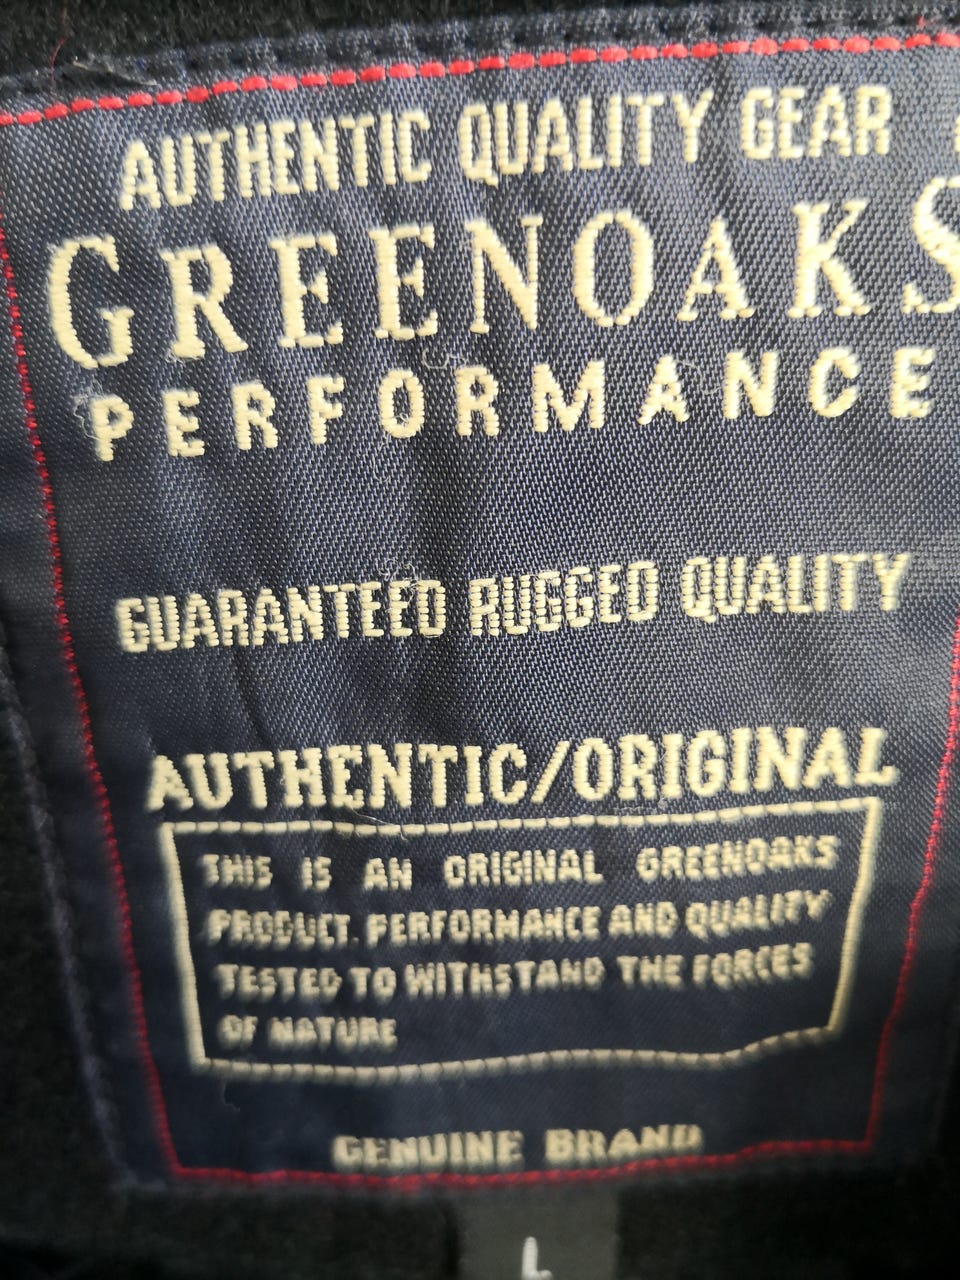 AUTHENTIC QUALITY GEAR
GREENOAKS
PERFORMANCE
GUARANTEED RUGGED QUALITY
AUTHENTIC/ORIGINAL
THIS IS AN ORIGINAL GREENOAKS
PRODUCT. PERFORMANCE AND QUALITY
TESTED TO WITHSTAND THE FORCES
OF NATURE
GENUINE BRAND
L